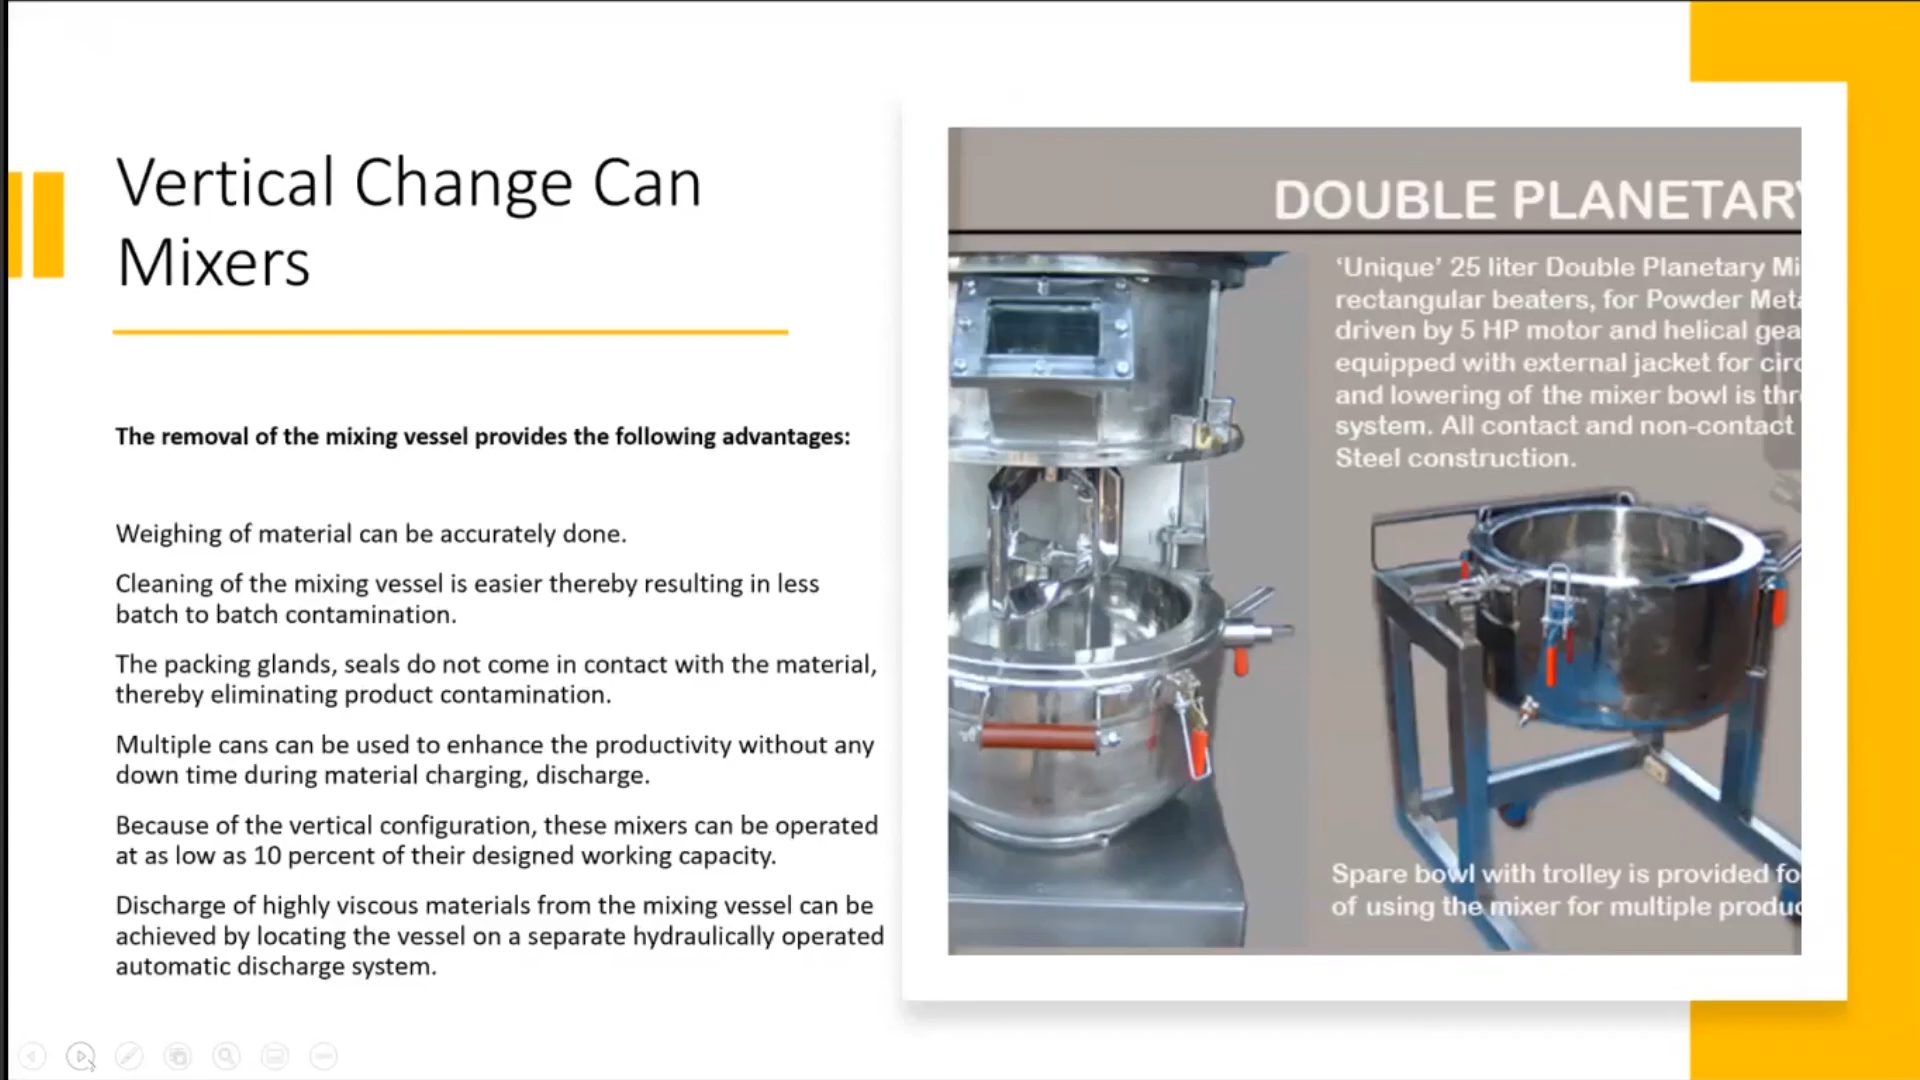 Vertical Change Can
Mixers
The removal of the mixing vessel provides the following advantages:
Weighing of material can be accurately done.
Cleaning of the mixing vessel is easier thereby resulting in less
batch to batch contamination.
The packing glands, seals do not come in contact with the material,
thereby eliminating product contamination.
Multiple cans can be used to enhance the productivity without any
down time during material charging, discharge.
Because of the vertical configuration, these mixers can be operated
at as low as 10 percent of their designed working capacity.
Discharge of highly viscous materials from the mixing vessel can be
achieved by locating the vessel on a separate hydraulically operated
automatic discharge system.
DOUBLE PLANETARY
‘Unique’ 25 liter Double Planetary Mi
rectangular beaters, for Powder Meta
driven by 5 HP motor and helical gea
equipped with external jacket for circ
and lowering of the mixer bowl is thr
system. All contact and non-contact
Steel construction.
Spare bowl with trolley is provided fo
of using the mixer for multiple produc